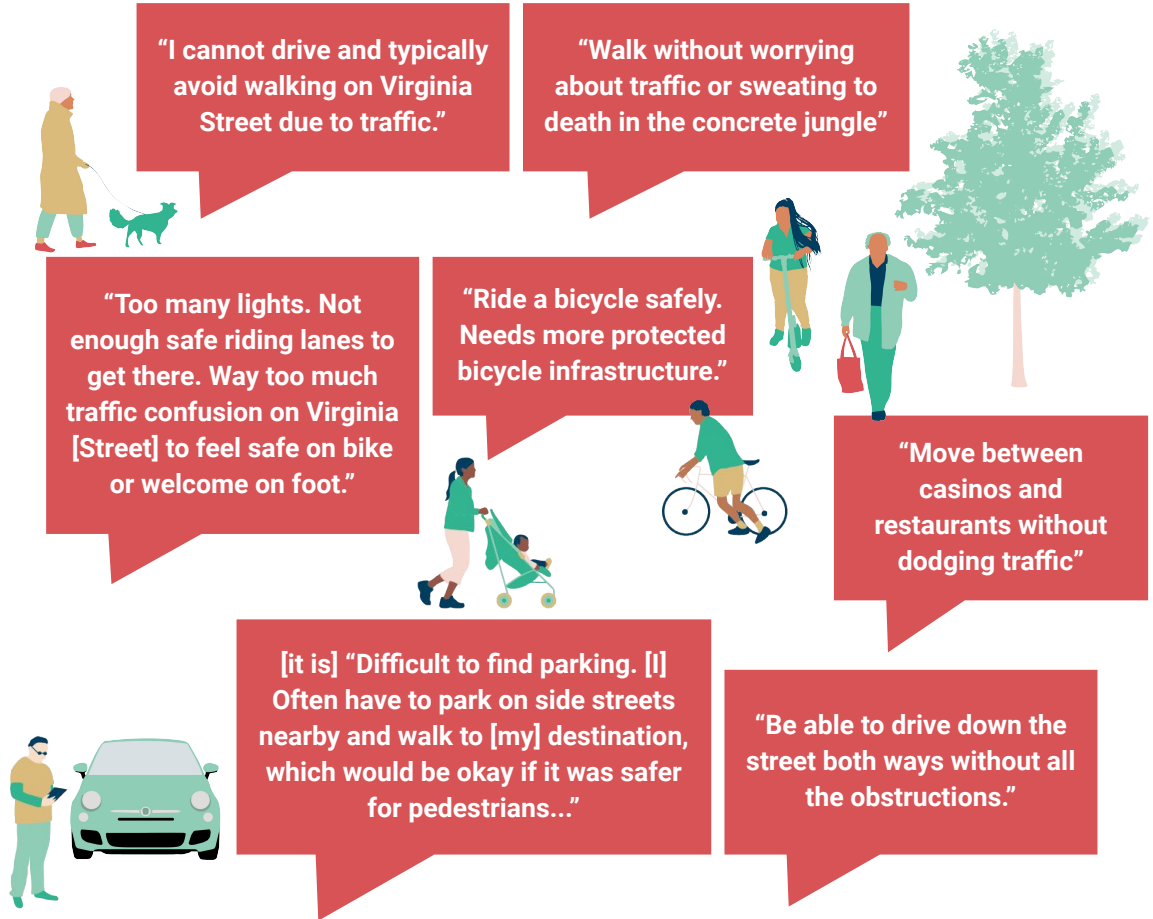 “I cannot drive and typically
avoid walking on Virginia
Street due to traffic.”
“Walk without worrying
about traffic or sweating to
death in the concrete jungle”
“Too many lights. Not
enough safe riding lanes to
get there. Way too much
traffic confusion on Virginia
[Street] to feel safe on bike
or welcome on foot.”
“Ride a bicycle safely.
Needs more protected
bicycle infrastructure.”
“Move between
casinos and
restaurants without
dodging traffic”
[it is] “Difficult to find parking. [I]
Often have to park on side streets
nearby and walk to [my] destination,
which would be okay if it was safer
for pedestrians...”
“Be able to drive down the
street both ways without all
the obstructions.”